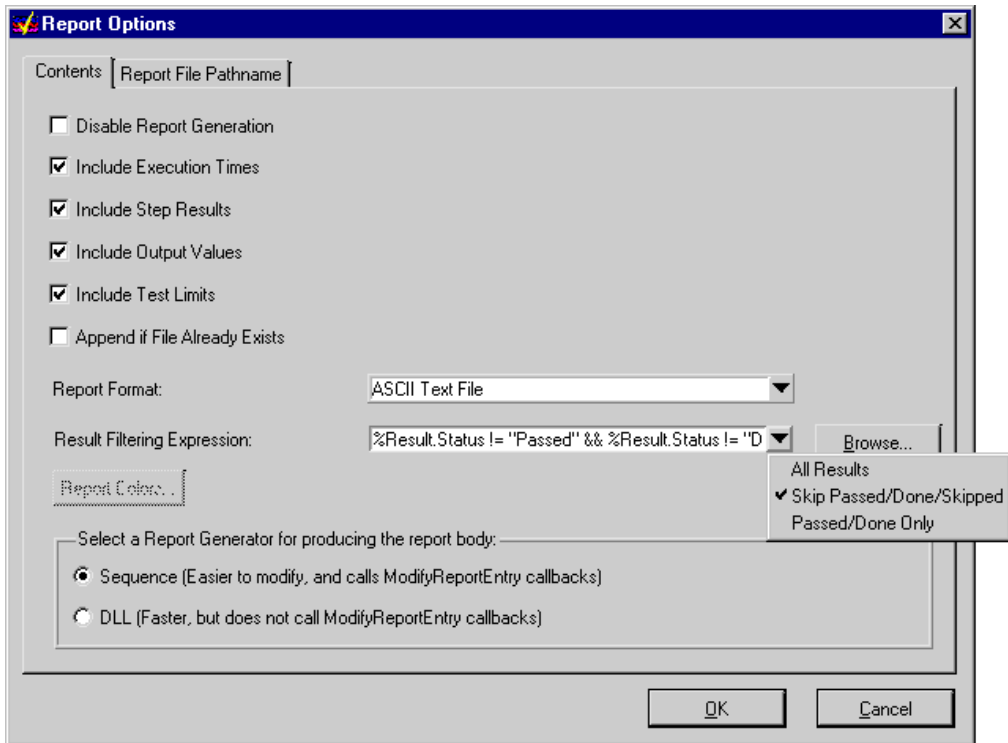 Report Options
Contents
Report File Pathname
Disable Report Generation
Include Execution Times
Include Step Results
Include Output Values
Include Test Limits
Append if File Already Exists
Report Format:
ASCII Text File
Result Filtering Expression:
%Result.Status != "Passed" && %Result.Status != "D
Browse...
All Results
Skip Passed/Done/Skipped
Passed/Done Only
Report Colors...
Select a Report Generator for producing the report body:
Sequence (Easier to modify, and calls ModifyReportEntry callbacks)
DLL (Faster, but does not call ModifyReportEntry callbacks)
OK
Cancel